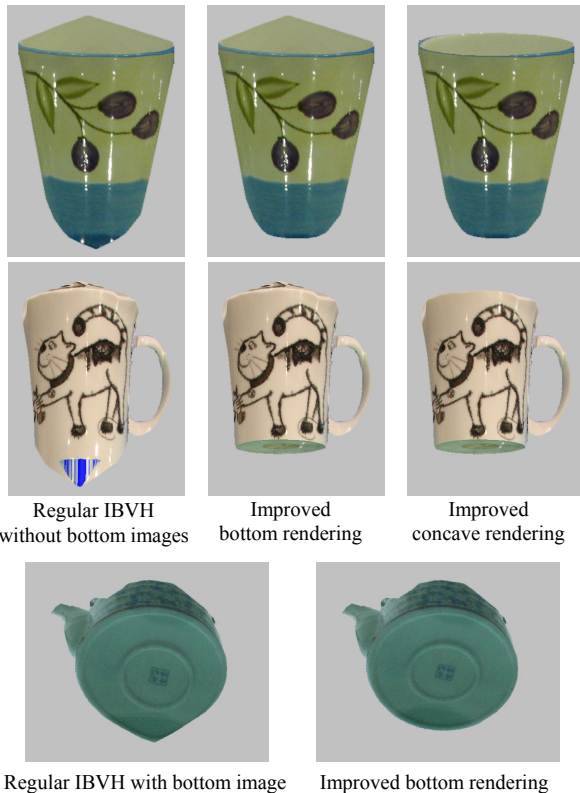 Regular IBVH
without bottom images
Improved
bottom rendering
Improved
concave rendering
Regular IBVH with bottom image
Improved bottom rendering